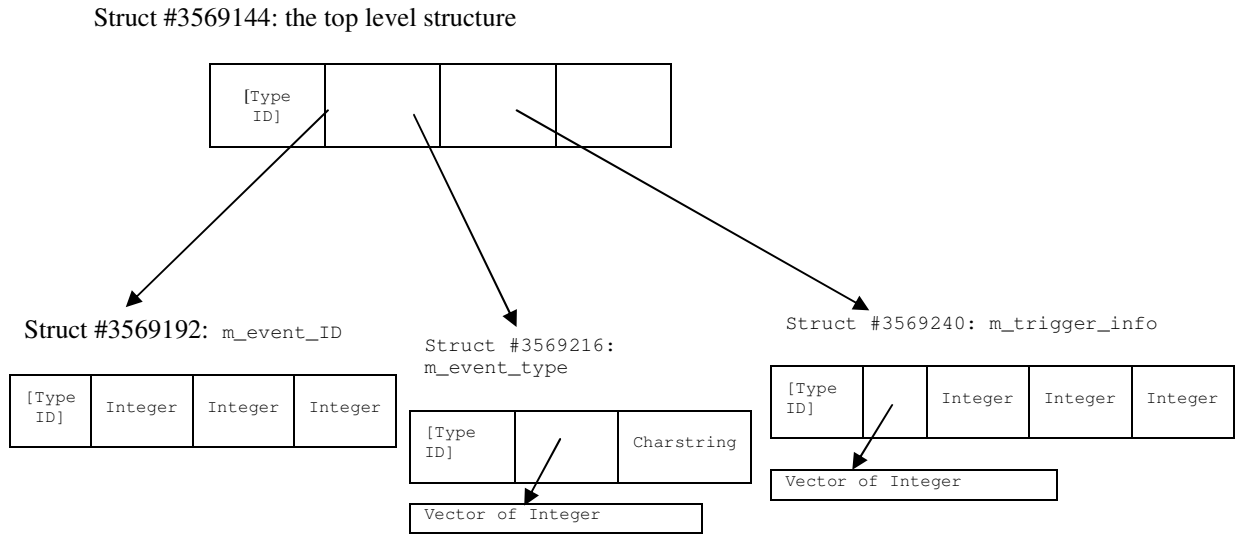 Struct #3569144: the top level structure
[Type
ID]
Struct #3569192: m_event_ID
[Type
ID]
Integer
Integer
Integer
Struct #3569216:
m_event_type
[Type
ID]
Charstring
Vector of Integer
Struct #3569240: m_trigger_info
[Type
ID]
Integer
Integer
Integer
Vector of Integer